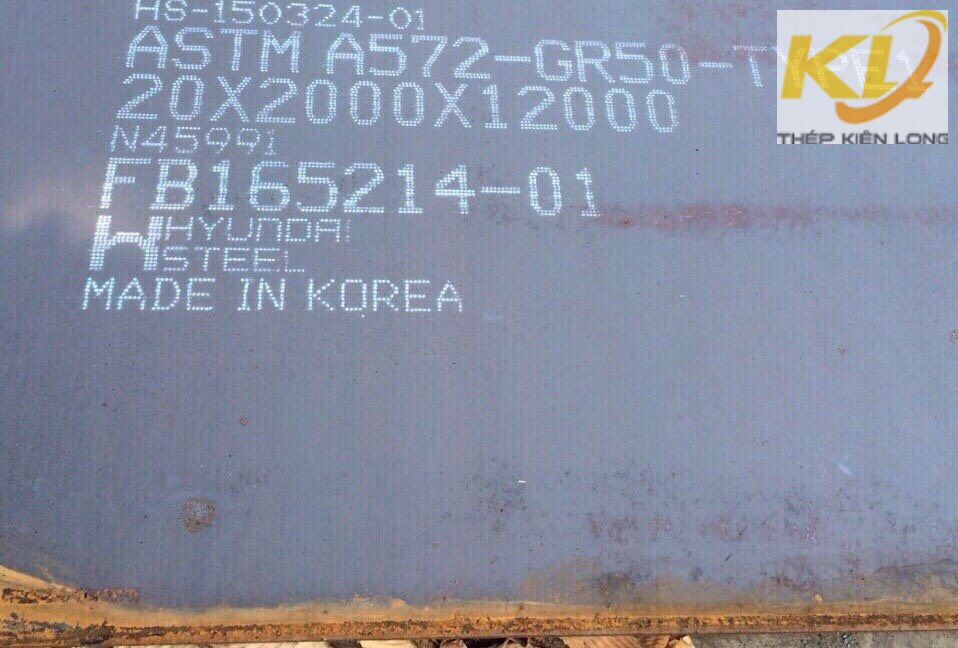 HS-150324-01
ASTM A572-GR50-TYPE1
20X2000X12000
N45991
FB165214-01
H HYUNDAI
STEEL
MADE IN KOREA
KL
THÉP KIÊN LONG